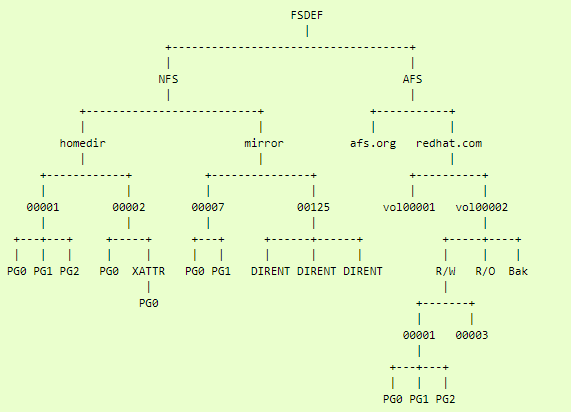 FSDEF
NFS AFS
homedir mirror afs.org redhat.com
00001 00002 00007 00125 vol00001 vol00002
PG0 PG1 PG2 PG0 XATTR PG0 PG1 DIRENT DIRENT DIRENT R/W R/O Bak
PG0
00001 00003
PG0 PG1 PG2